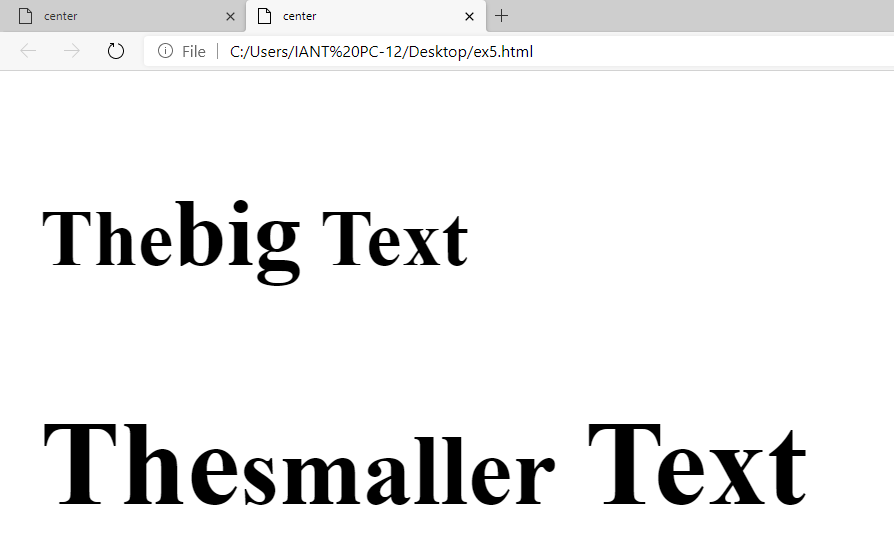 center center
File C:/Users/IANT%20PC-12/Desktop/ex5.html
Thebig Text
Thesmaller Text